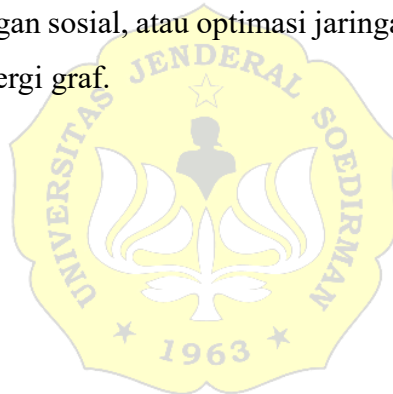 gan sosial, atau optimasi jaringa
ergi graf.
UNIVERSITAS JENDERAL SOEDIRMAN
1963